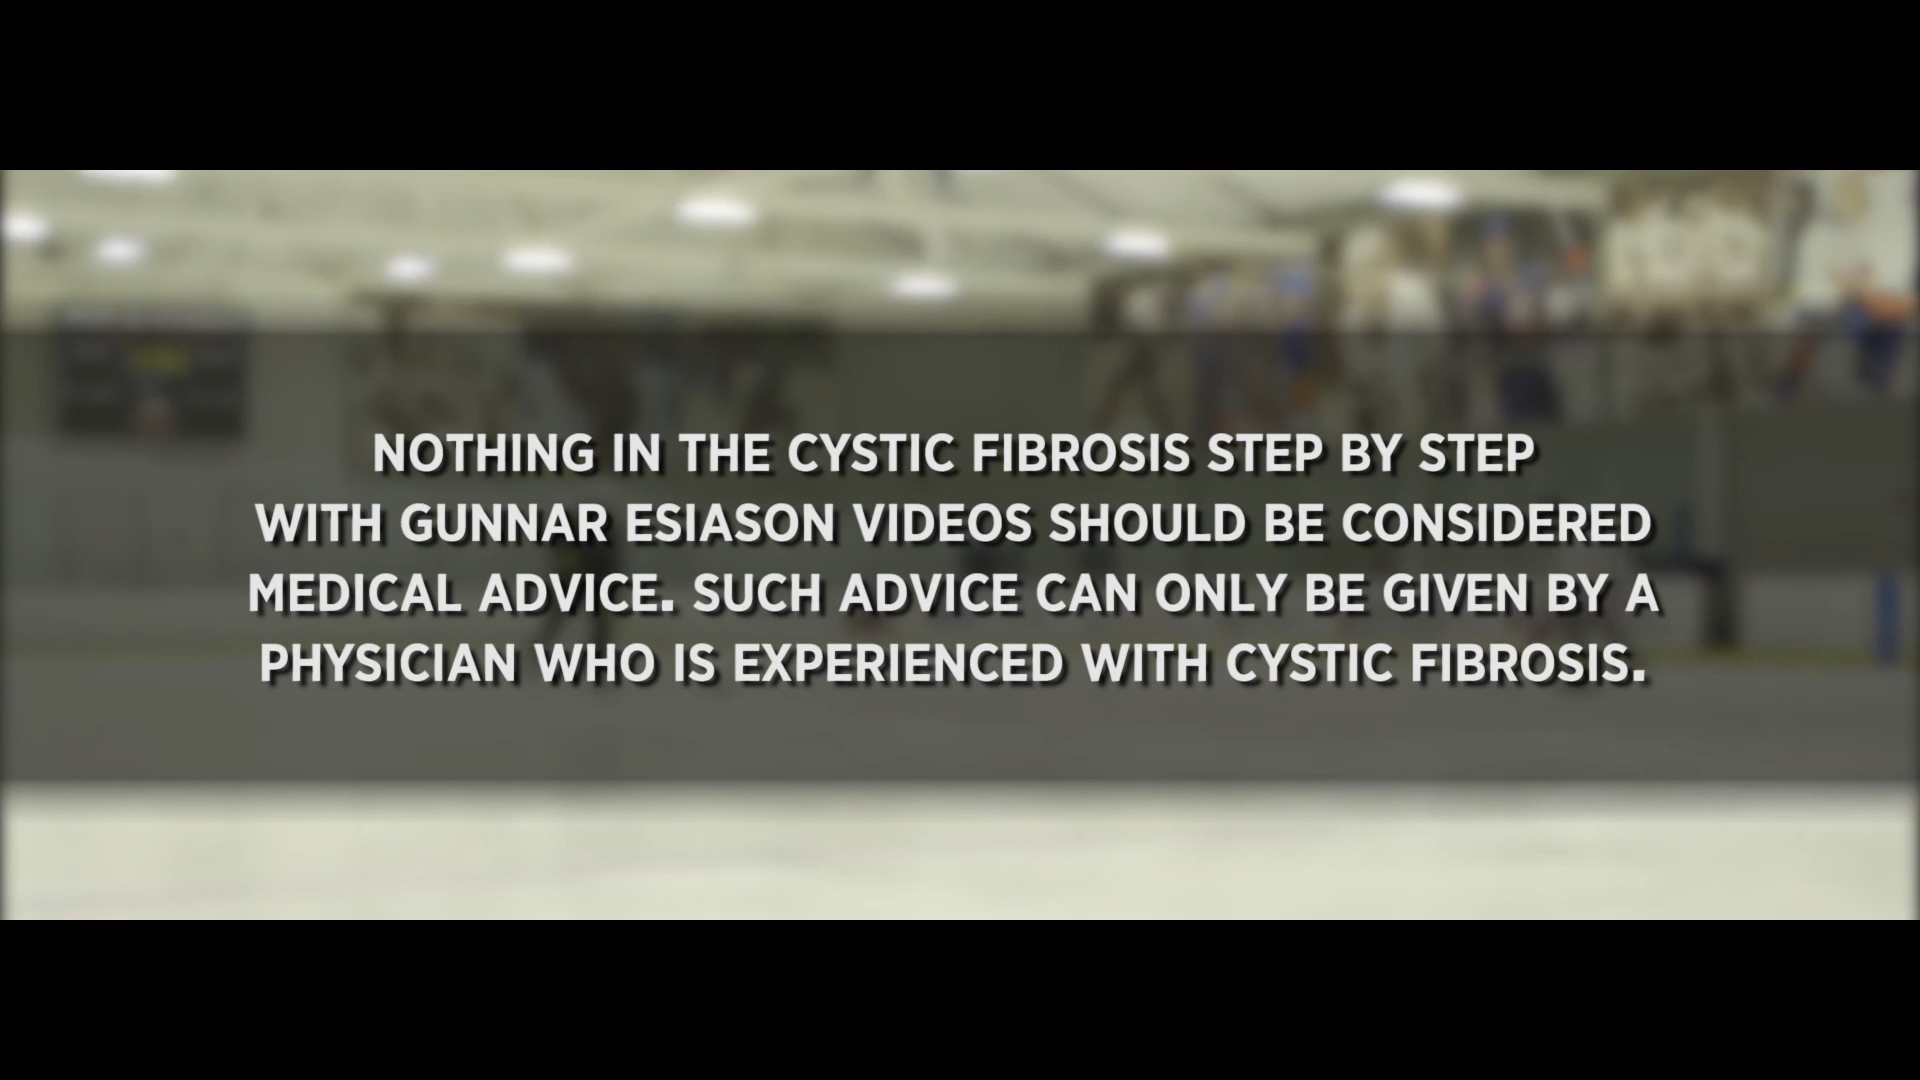 NOTHING IN THE CYSTIC FIBROSIS STEP BY STEP
WITH GUNNAR ESIASON VIDEOS SHOULD BE CONSIDERED
MEDICAL ADVICE. SUCH ADVICE CAN ONLY BE GIVEN BY A
PHYSICIAN WHO IS EXPERIENCED WITH CYSTIC FIBROSIS.